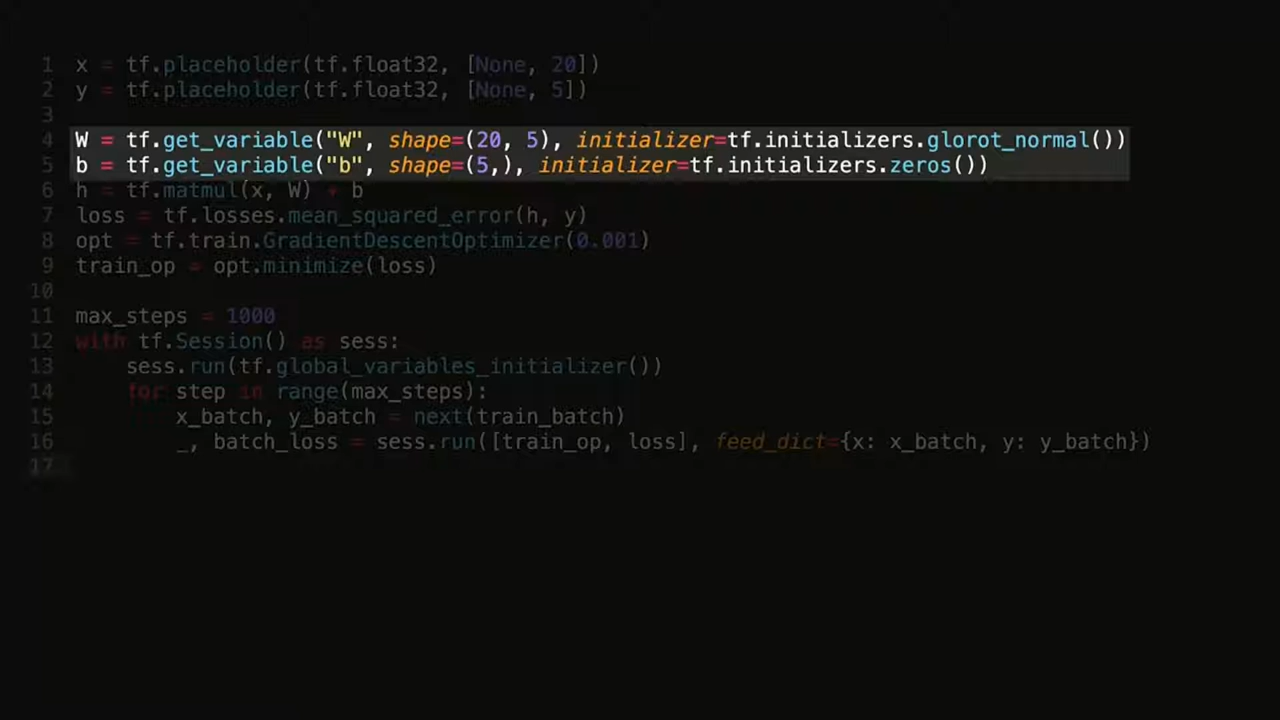 1 x = tf.placeholder(tf.float32, [None, 20])
2 y = tf.placeholder(tf.float32, [None, 5])
3
4 W = tf.get_variable("W", shape=(20, 5), initializer=tf.initializers.glorot_normal())
5 b = tf.get_variable("b", shape=(5,), initializer=tf.initializers.zeros())
6 h = tf.matmul(x, W) + b
7 loss = tf.losses.mean_squared_error(h, y)
8 opt = tf.train.GradientDescentOptimizer(0.001)
9 train_op = opt.minimize(loss)
10
11 max_steps = 1000
12 with tf.Session() as sess:
13     sess.run(tf.global_variables_initializer())
14     for step in range(max_steps):
15         x_batch, y_batch = next(train_batch)
16         _, batch_loss = sess.run([train_op, loss], feed_dict={x: x_batch, y: y_batch})
17